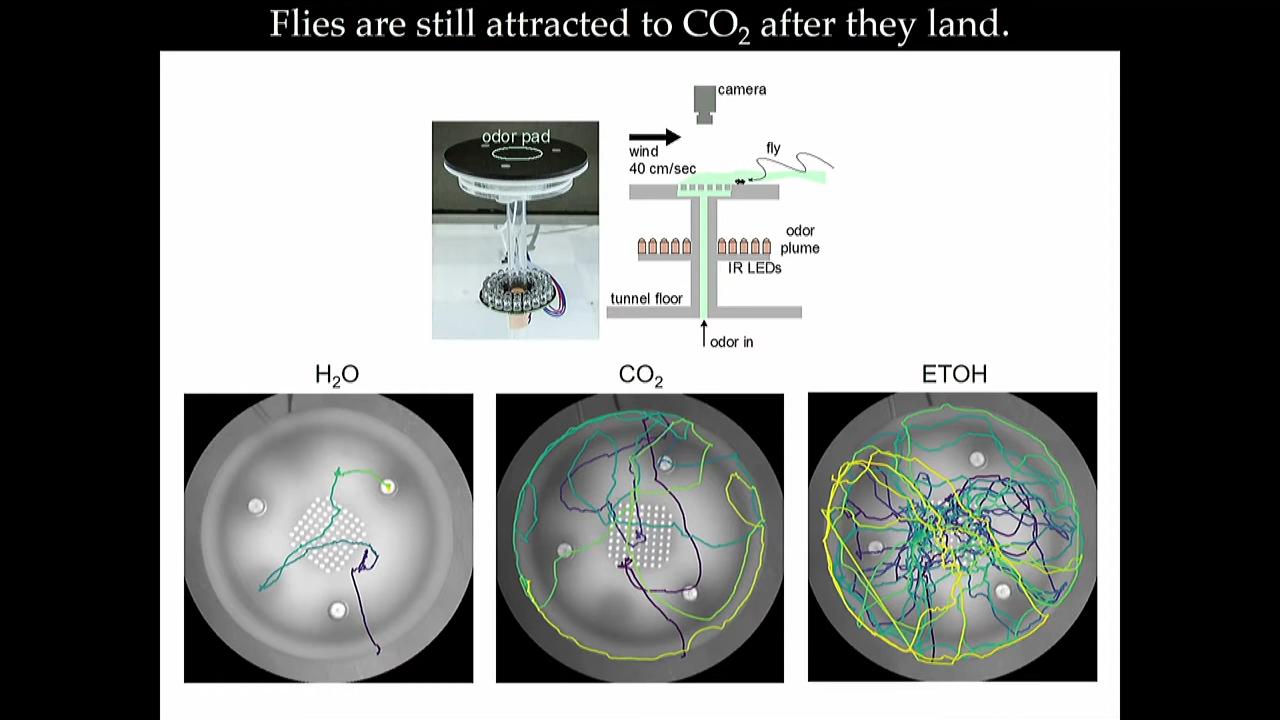 Flies are still attracted to CO₂ after they land.
camera
odor pad
wind
40 cm/sec
fly
odor
plume
IR LEDs
tunnel floor
odor in
H₂O
CO₂
ETOH